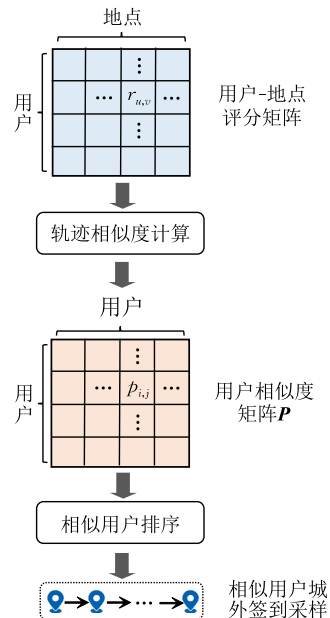 地点
用户
⋮
… r_{u,v} …
用户-地点
评分矩阵
⋮
轨迹相似度计算
用户
用户
⋮
… p_{i,j} …
⋮
用户相似度
矩阵P
相似用户排序
…
相似用户城
外签到采样